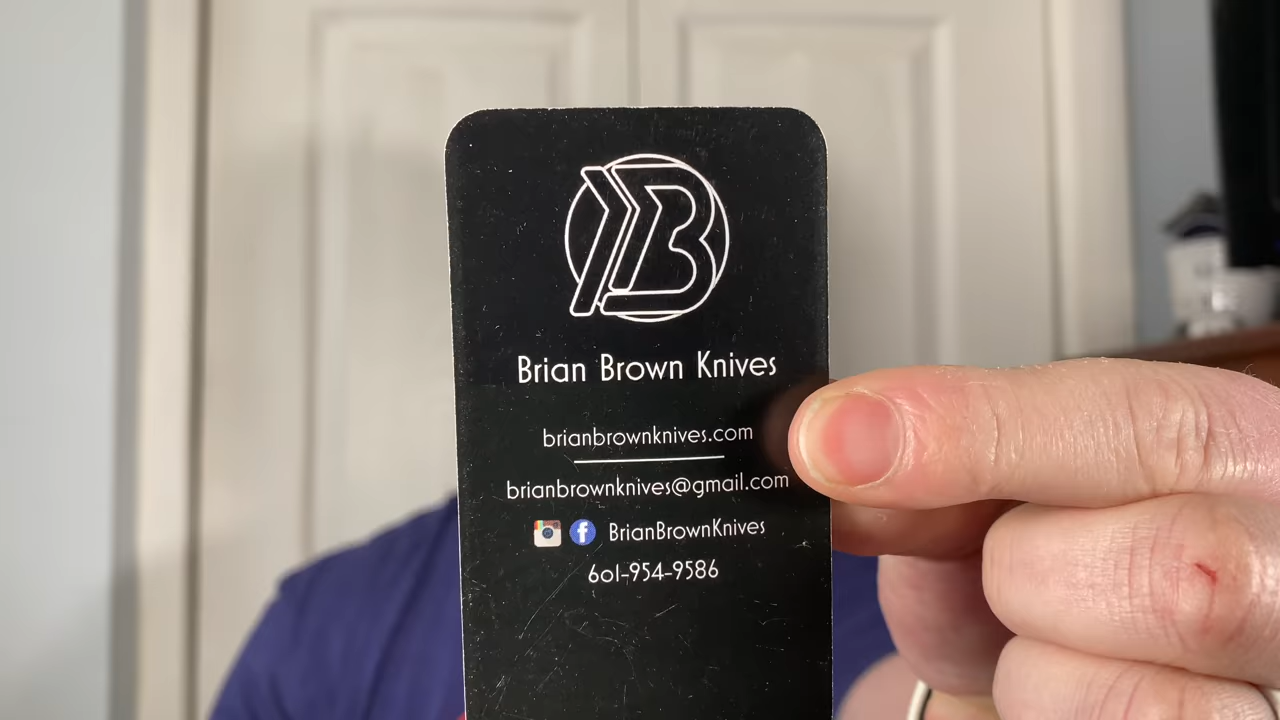 B
Brian Brown Knives
brianbrownknives.com
brianbrownknives@gmail.com
BrianBrownKnives
601-954-9586